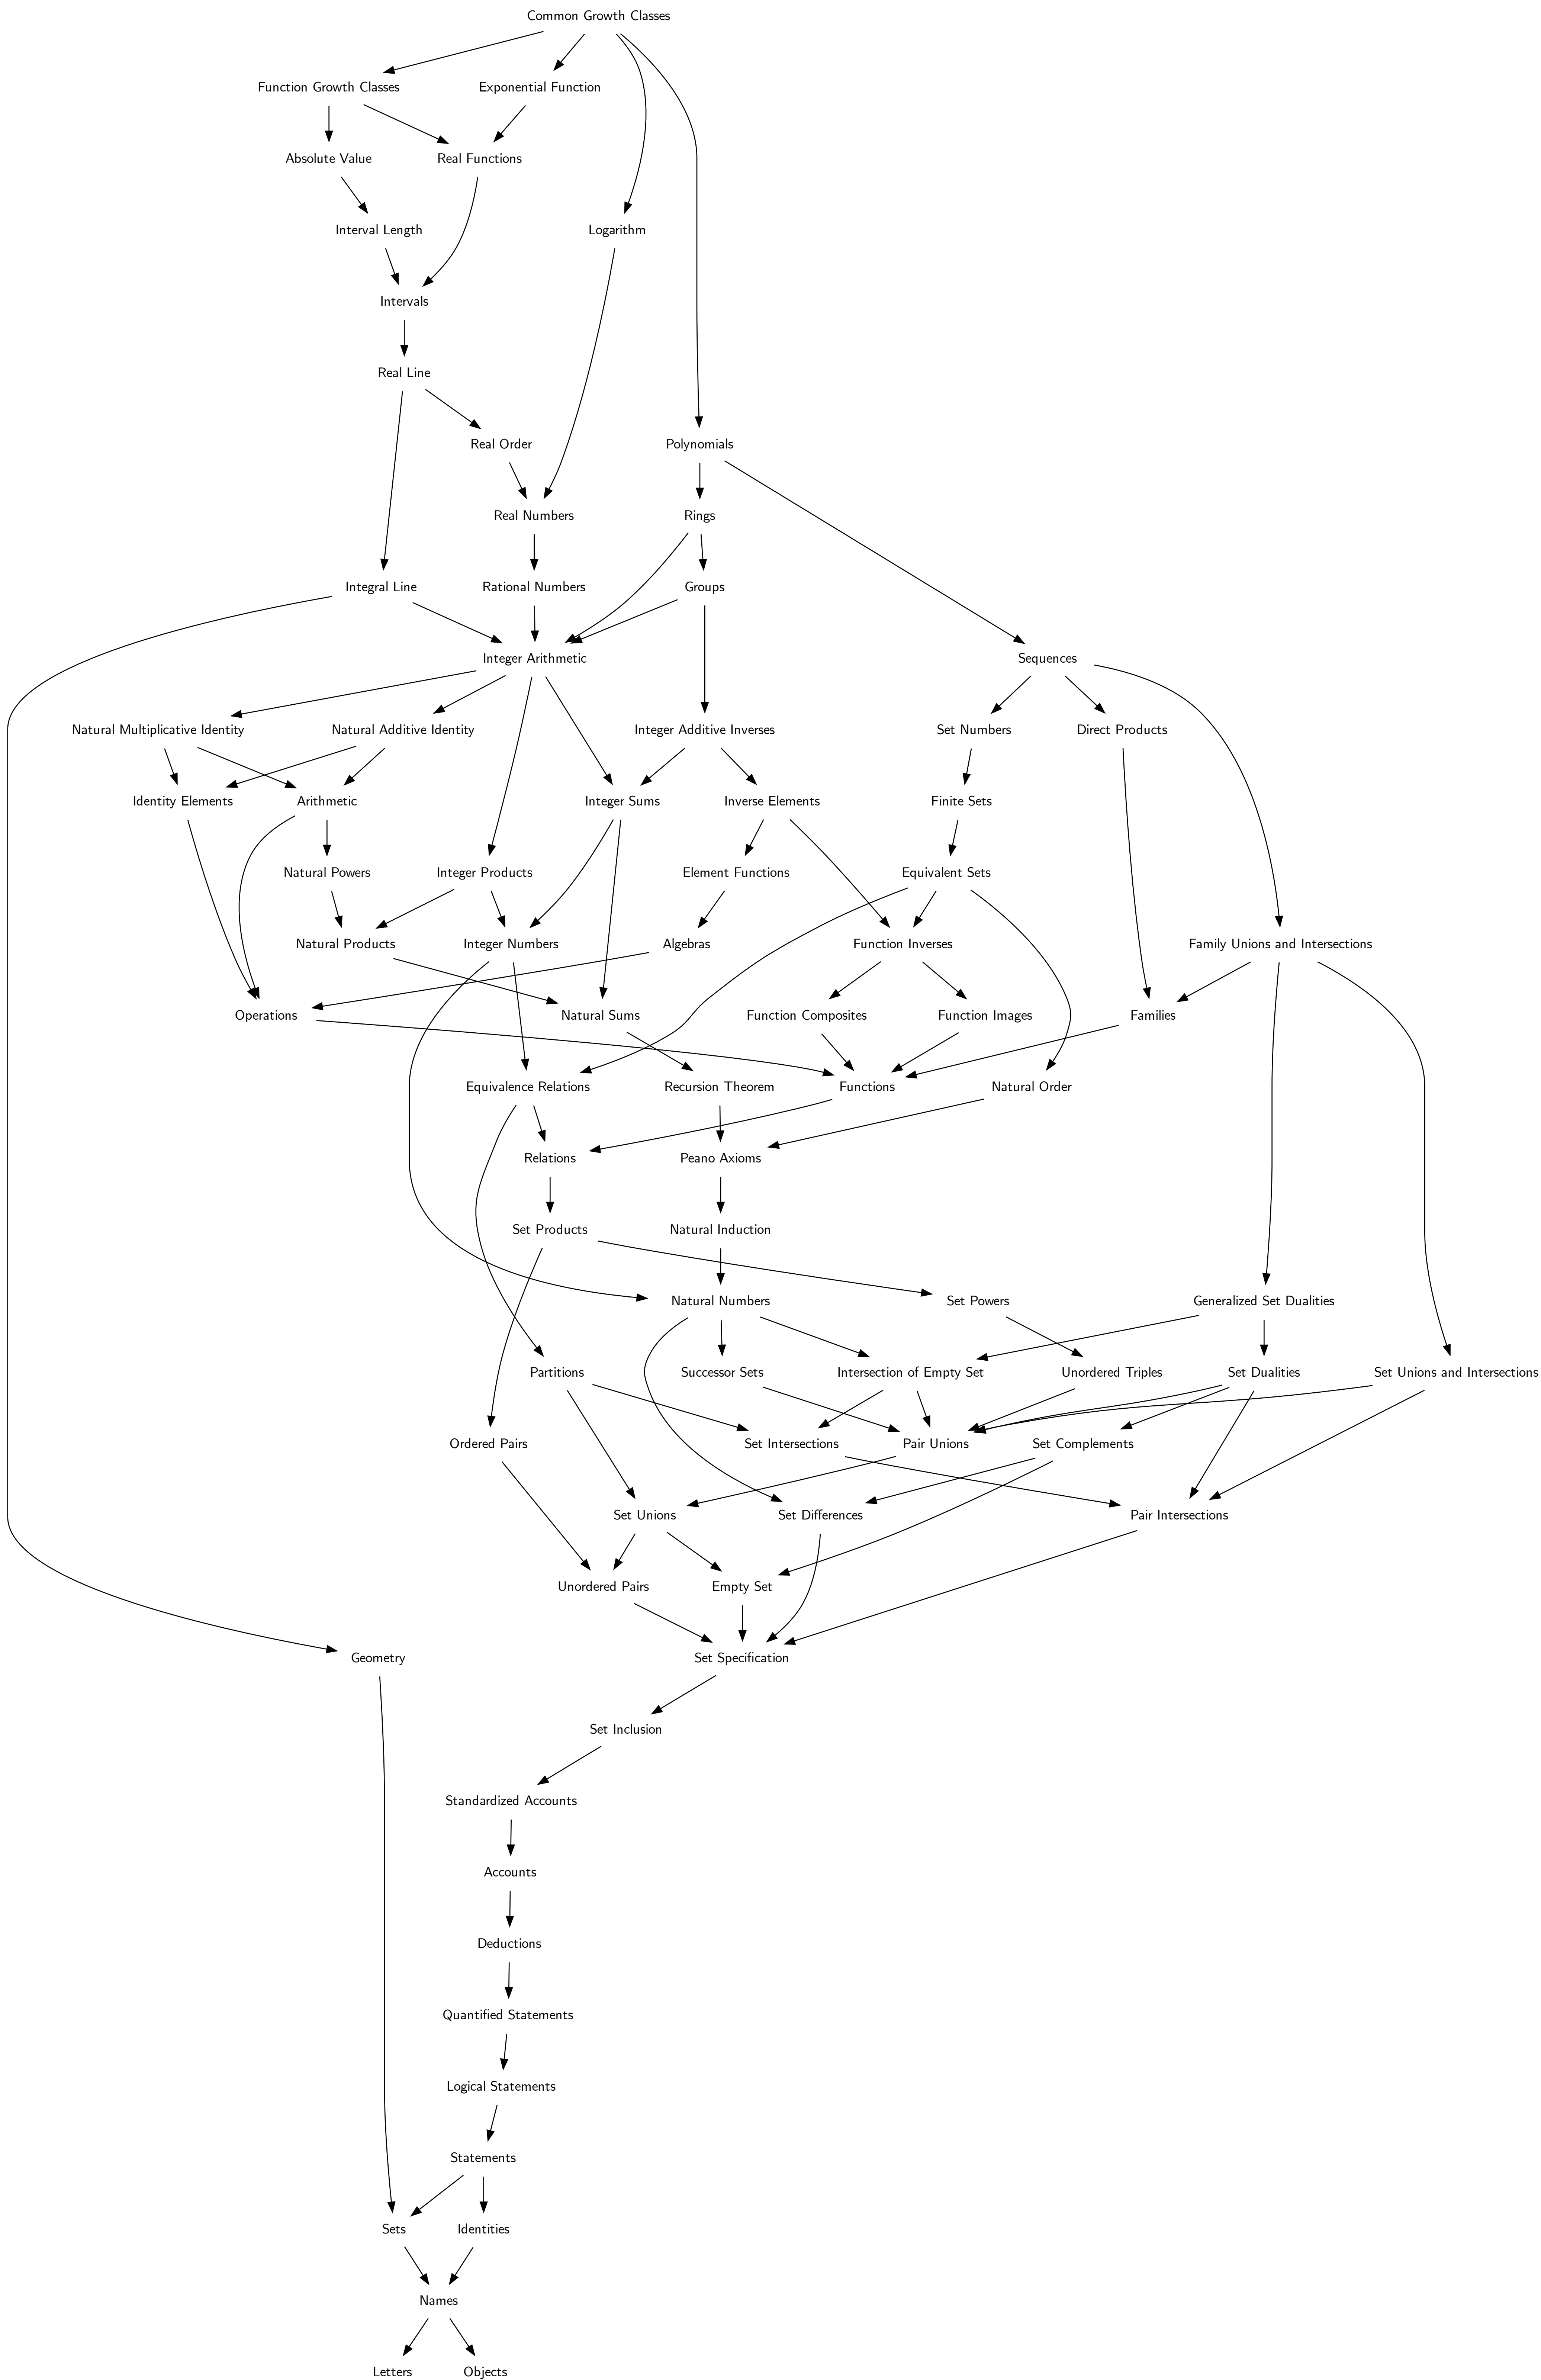 Common Growth Classes
Function Growth Classes
Exponential Function
Absolute Value
Real Functions
Interval Length
Logarithm
Intervals
Real Line
Real Order
Polynomials
Real Numbers
Rings
Integral Line
Rational Numbers
Groups
Integer Arithmetic
Sequences
Natural Multiplicative Identity
Natural Additive Identity
Integer Additive Inverses
Set Numbers
Direct Products
Identity Elements
Arithmetic
Integer Sums
Inverse Elements
Finite Sets
Natural Powers
Integer Products
Element Functions
Equivalent Sets
Natural Products
Integer Numbers
Algebras
Function Inverses
Family Unions and Intersections
Operations
Natural Sums
Function Composites
Function Images
Families
Equivalence Relations
Recursion Theorem
Functions
Natural Order
Relations
Peano Axioms
Set Products
Natural Induction
Natural Numbers
Set Powers
Generalized Set Dualities
Partitions
Successor Sets
Intersection of Empty Set
Unordered Triples
Set Dualities
Set Unions and Intersections
Ordered Pairs
Set Intersections
Pair Unions
Set Complements
Set Unions
Set Differences
Pair Intersections
Unordered Pairs
Empty Set
Geometry
Set Specification
Set Inclusion
Standardized Accounts
Accounts
Deductions
Quantified Statements
Logical Statements
Statements
Sets
Identities
Names
Letters
Objects